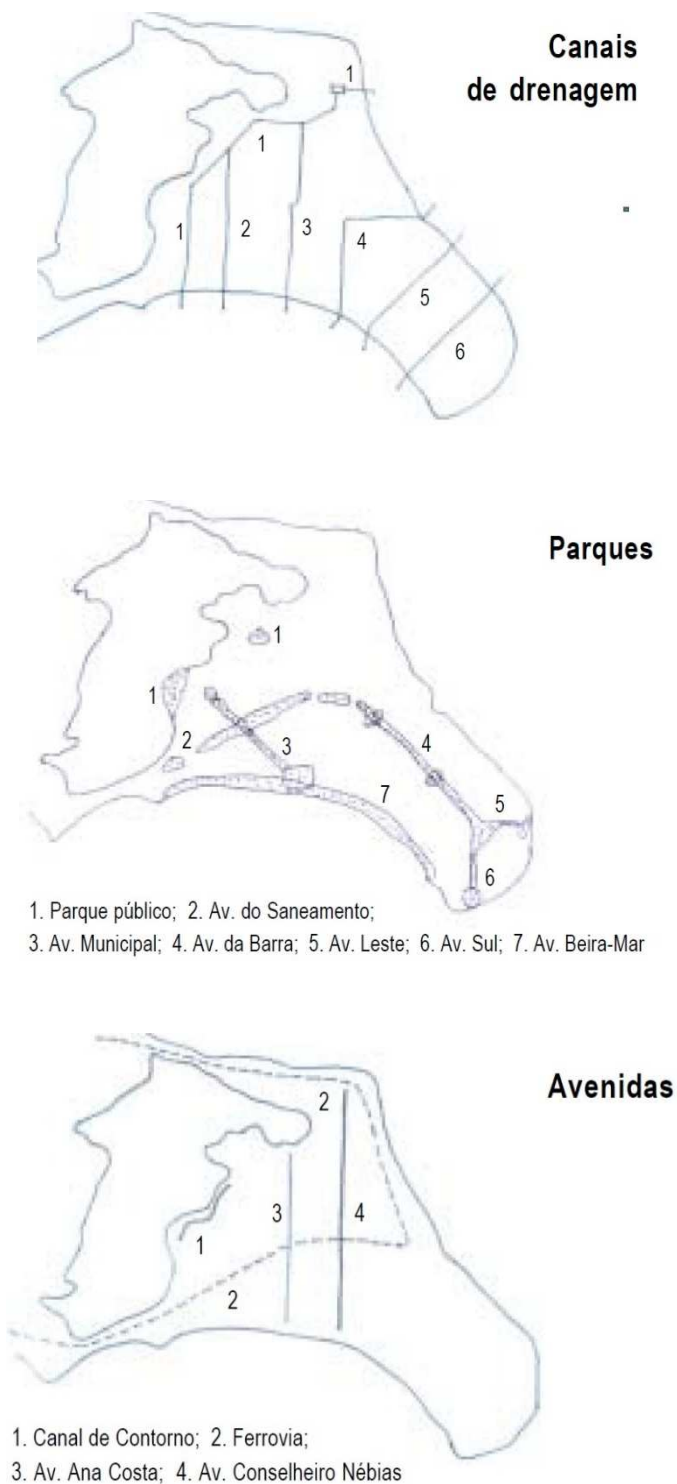 Canais
de drenagem
1
1
1
2
3
4
5
6
Parques
1
1
2
3
4
5
7
6
1. Parque público; 2. Av. do Saneamento;
3. Av. Municipal; 4. Av. da Barra; 5. Av. Leste; 6. Av. Sul; 7. Av. Beira-Mar
Avenidas
2
3
4
1
2
1. Canal de Contorno; 2. Ferrovia;
3. Av. Ana Costa; 4. Av. Conselheiro Nébias